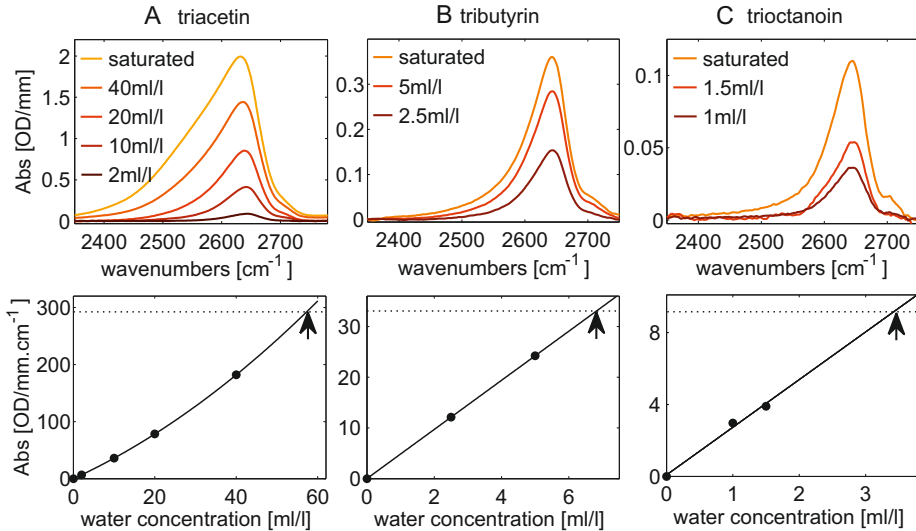 A triacetin
B tributyrin
C trioctanoin
Abs [OD/mm]
2
1.5
1
0.5
0
saturated
40ml/l
20ml/l
10ml/l
2ml/l
2400 2500 2600 2700
wavenumbers [cm-1]
0.3
0.2
0.1
0
saturated
5ml/l
2.5ml/l
2400 2500 2600 2700
wavenumbers [cm-1]
0.1
0.05
0
saturated
1.5ml/l
1ml/l
2400 2500 2600 2700
wavenumbers [cm-1]
Abs [OD/mm.cm-1]
300
200
100
0
0 20 40 60
water concentration [ml/l]
30
20
10
0
0 2 4 6
water concentration [ml/l]
8
4
0
0 1 2 3
water concentration [ml/l]